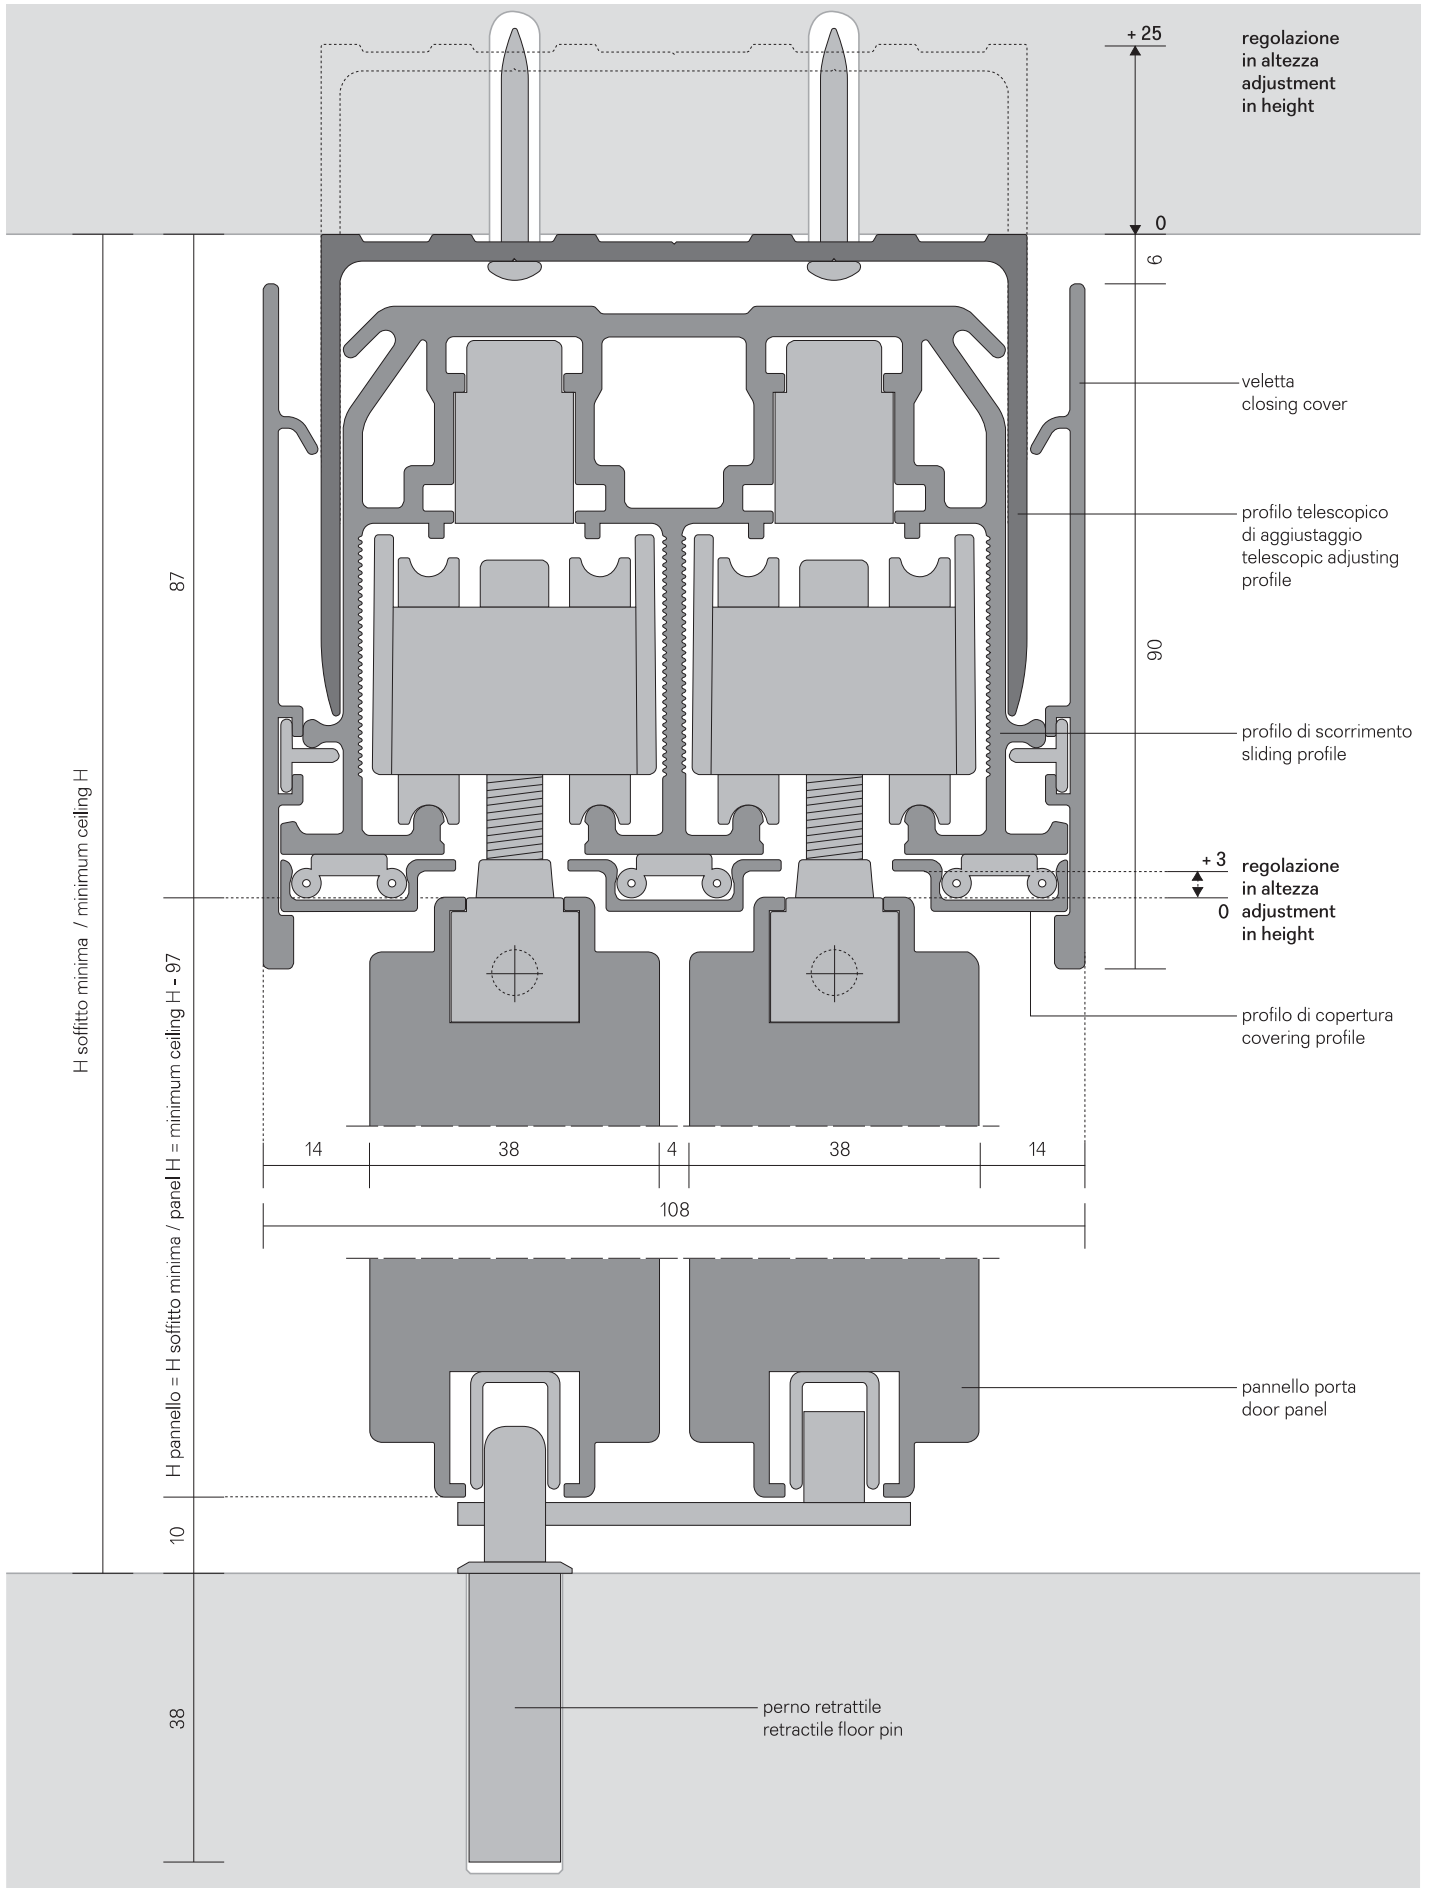 + 25
regolazione
in altezza
adjustment
in height
0
6
veletta
closing cover
profilo telescopico
di aggiustaggio
telescopic adjusting
profile
87
90
profilo di scorrimento
sliding profile
H soffitto minima / minimum ceiling H
+ 3
0
regolazione
in altezza
adjustment
in height
H pannello = H soffitto minima / panel H = minimum ceiling H - 97
profilo di copertura
covering profile
14 38 4 38 14
108
pannello porta
door panel
10
38
perno retrattile
retractile floor pin